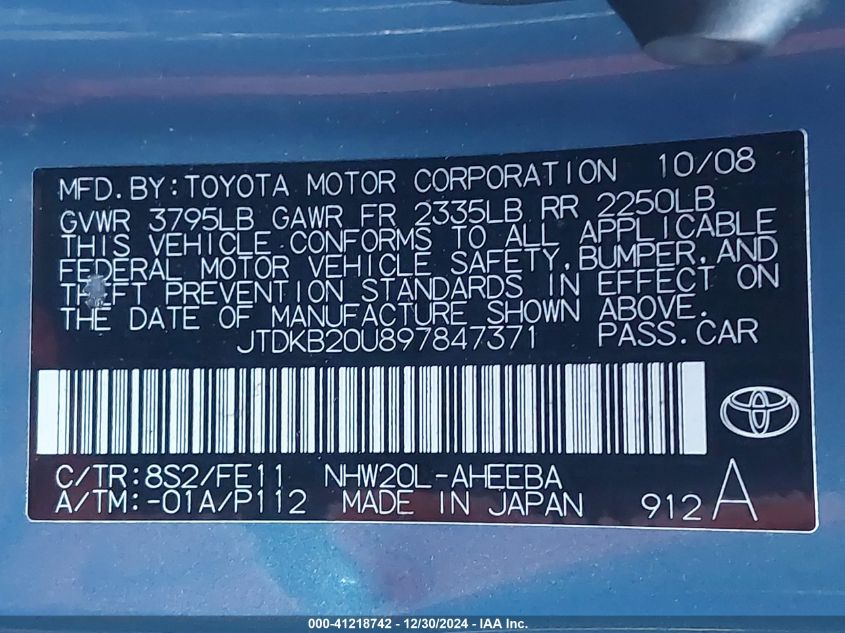 MFD.BY:TOYOTA MOTOR CORPORATION 10/08
GVWR 3795LB GAWR FR 2335LB RR 2250LB
THIS VEHICLE CONFORMS TO ALL APPLICABLE
FEDERAL MOTOR VEHICLE SAFETY,BUMPER,AND
THEFT PREVENTION STANDARDS IN EFFECT ON
THE DATE OF MANUFACTURE SHOWN ABOVE.
JTDKB20U897847371 PASS.CAR
C/TR:8S2/FE11 NHW20L-AHEEBA
A/TM:-01A/P112 MADE IN JAPAN 912 A
000-41218742 - 12/30/2024 - IAA Inc.